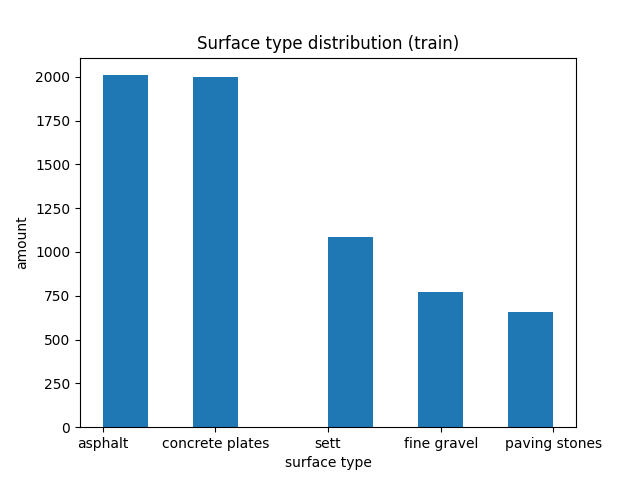 Surface type distribution (train)
2000
1750
1500
1250
1000
750
500
250
0
amount
asphalt concrete plates sett fine gravel paving stones
surface type